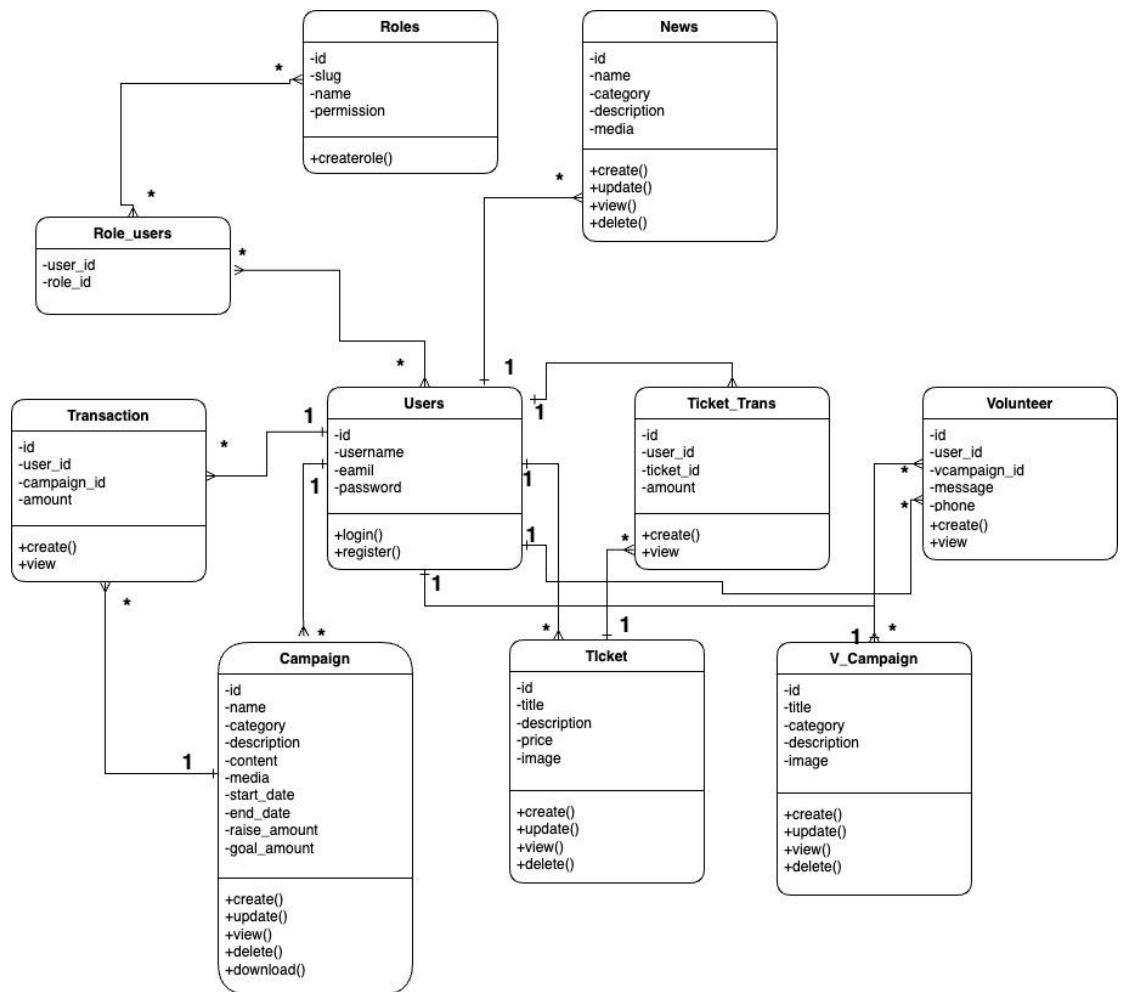 Roles
-id
-slug
-name
-permission
+createrole()
News
-id
-name
-category
-description
-media
+create()
+update()
+view()
+delete()
*
*
*
Role_users
-user_id
-role_id
*
*
1
1
Users
-id
-username
-eamil
-password
+login()
+register()
Transaction
-id
-user_id
-campaign_id
-amount
+create()
+view
1
*
1
1
1
1
Ticket_Trans
-id
-user_id
-ticket_id
-amount
+create()
+view
*
Volunteer
-id
-user_id
-vcampaign_id
-message
-phone
+create()
+view
*
*
*
1
*
Campaign
-id
-name
-category
-description
-content
-media
-start_date
-end_date
-raise_amount
-goal_amount
+create()
+update()
+view()
+delete()
+download()
*
1
TIcket
-id
-title
-description
-price
-image
+create()
+update()
+view()
+delete()
1
*
V_Campaign
-id
-title
-category
-description
-image
+create()
+update()
+view()
+delete()